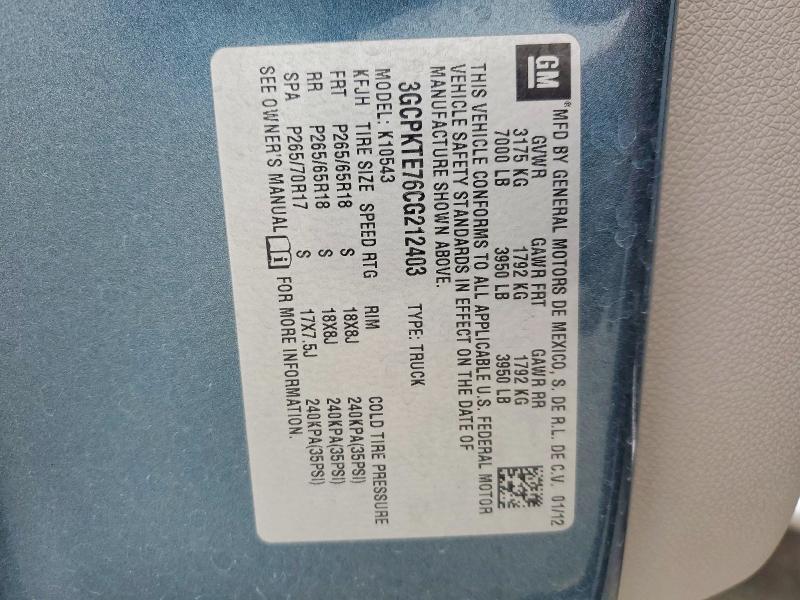 GM ® MFD BY GENERAL MOTORS DE MEXICO, S. DE R.L. DE C.V. 01/12
GVWR GAWR FRT GAWR RR
3175 KG 1792 KG 1792 KG
7000 LB 3950 LB 3950 LB
THIS VEHICLE CONFORMS TO ALL APPLICABLE U.S. FEDERAL MOTOR
VEHICLE SAFETY STANDARDS IN EFFECT ON THE DATE OF
MANUFACTURE SHOWN ABOVE.
3GCPKTE76CG212403 TYPE: TRUCK
MODEL: K10543
KFJH TIRE SIZE SPEED RTG RIM COLD TIRE PRESSURE
FRT P265/65R18 S 18X8J 240KPA(35PSI)
RR P265/65R18 S 18X8J 240KPA(35PSI)
SPA P265/70R17 S 17X7.5J 240KPA(35PSI)
SEE OWNER'S MANUAL i FOR MORE INFORMATION.